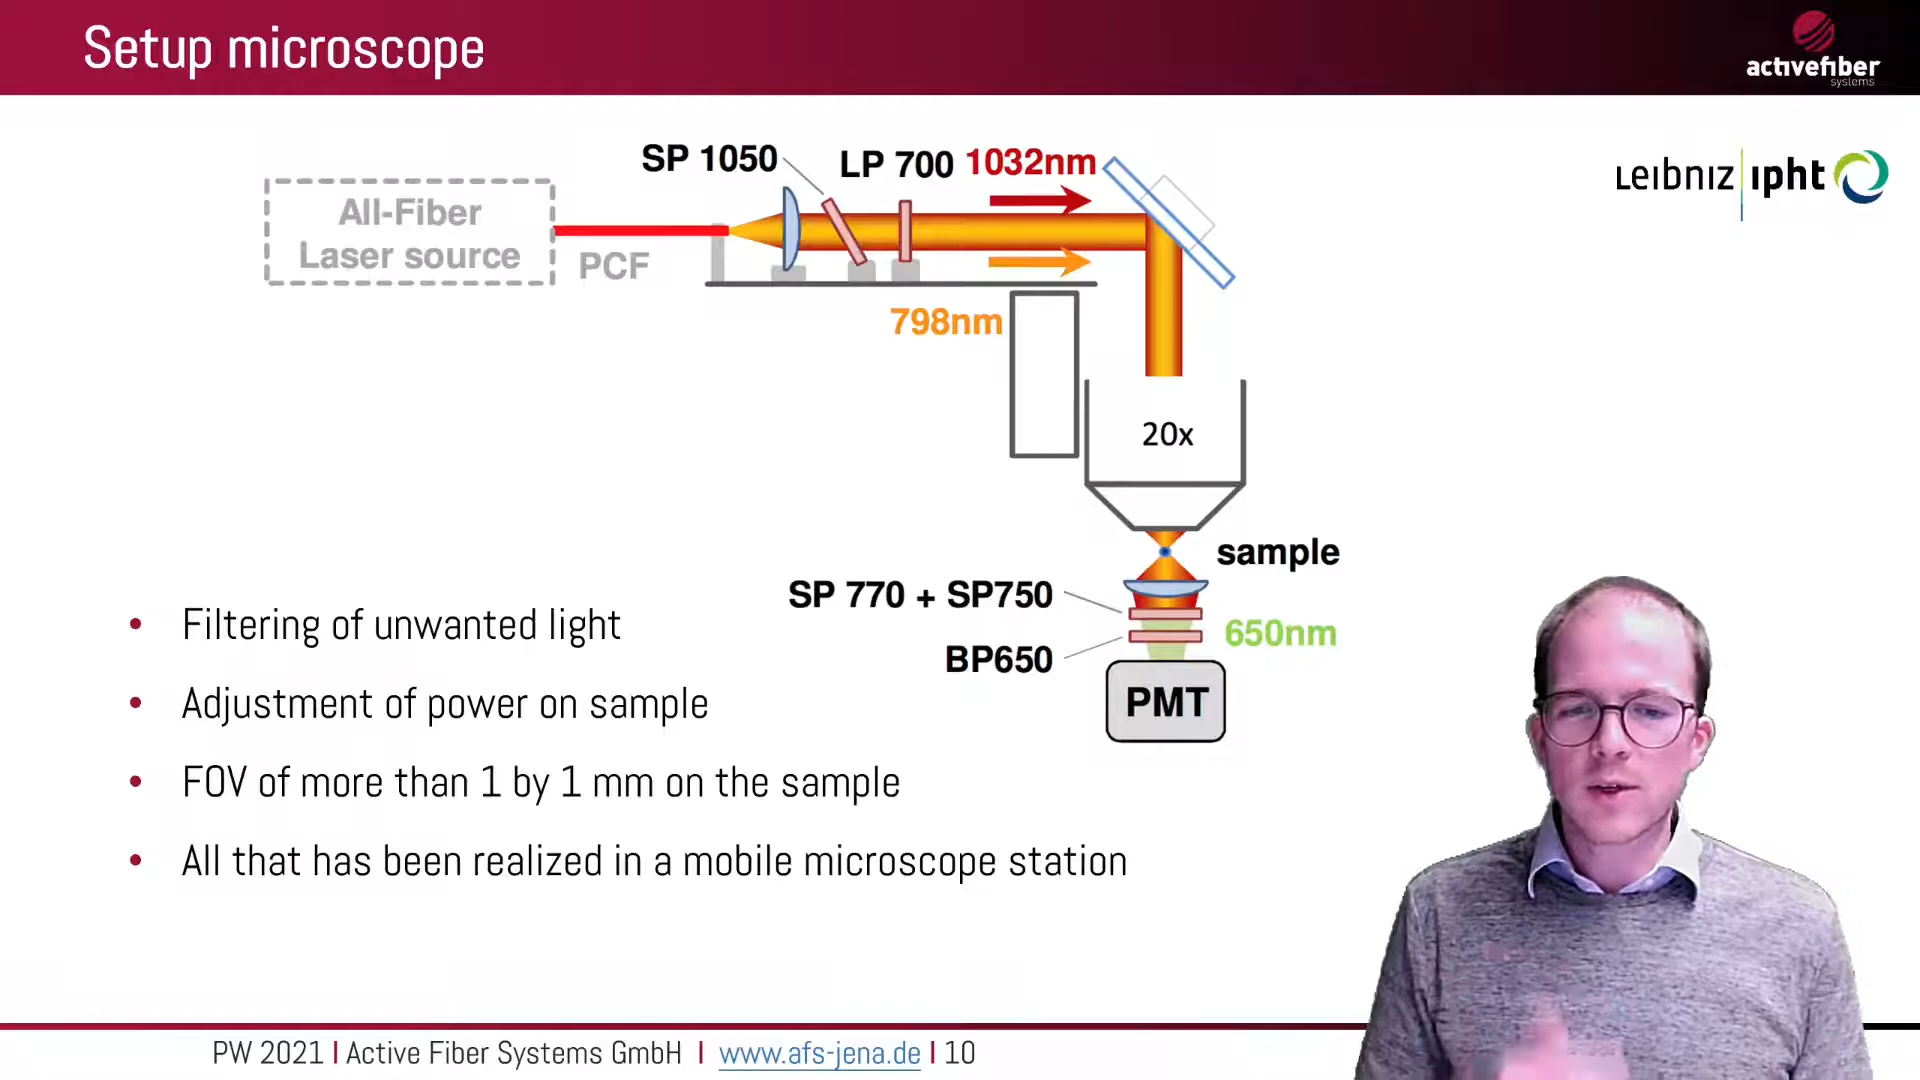 Setup microscope
activefiber
systems
Leibniz ipht
SP 1050
LP 700
1032nm
All-Fiber
Laser source
PCF
798nm
20x
sample
SP 770 + SP750
650nm
BP650
PMT
• Filtering of unwanted light
• Adjustment of power on sample
• FOV of more than 1 by 1 mm on the sample
• All that has been realized in a mobile microscope station
PW 2021 I Active Fiber Systems GmbH I www.afs-jena.de I 10